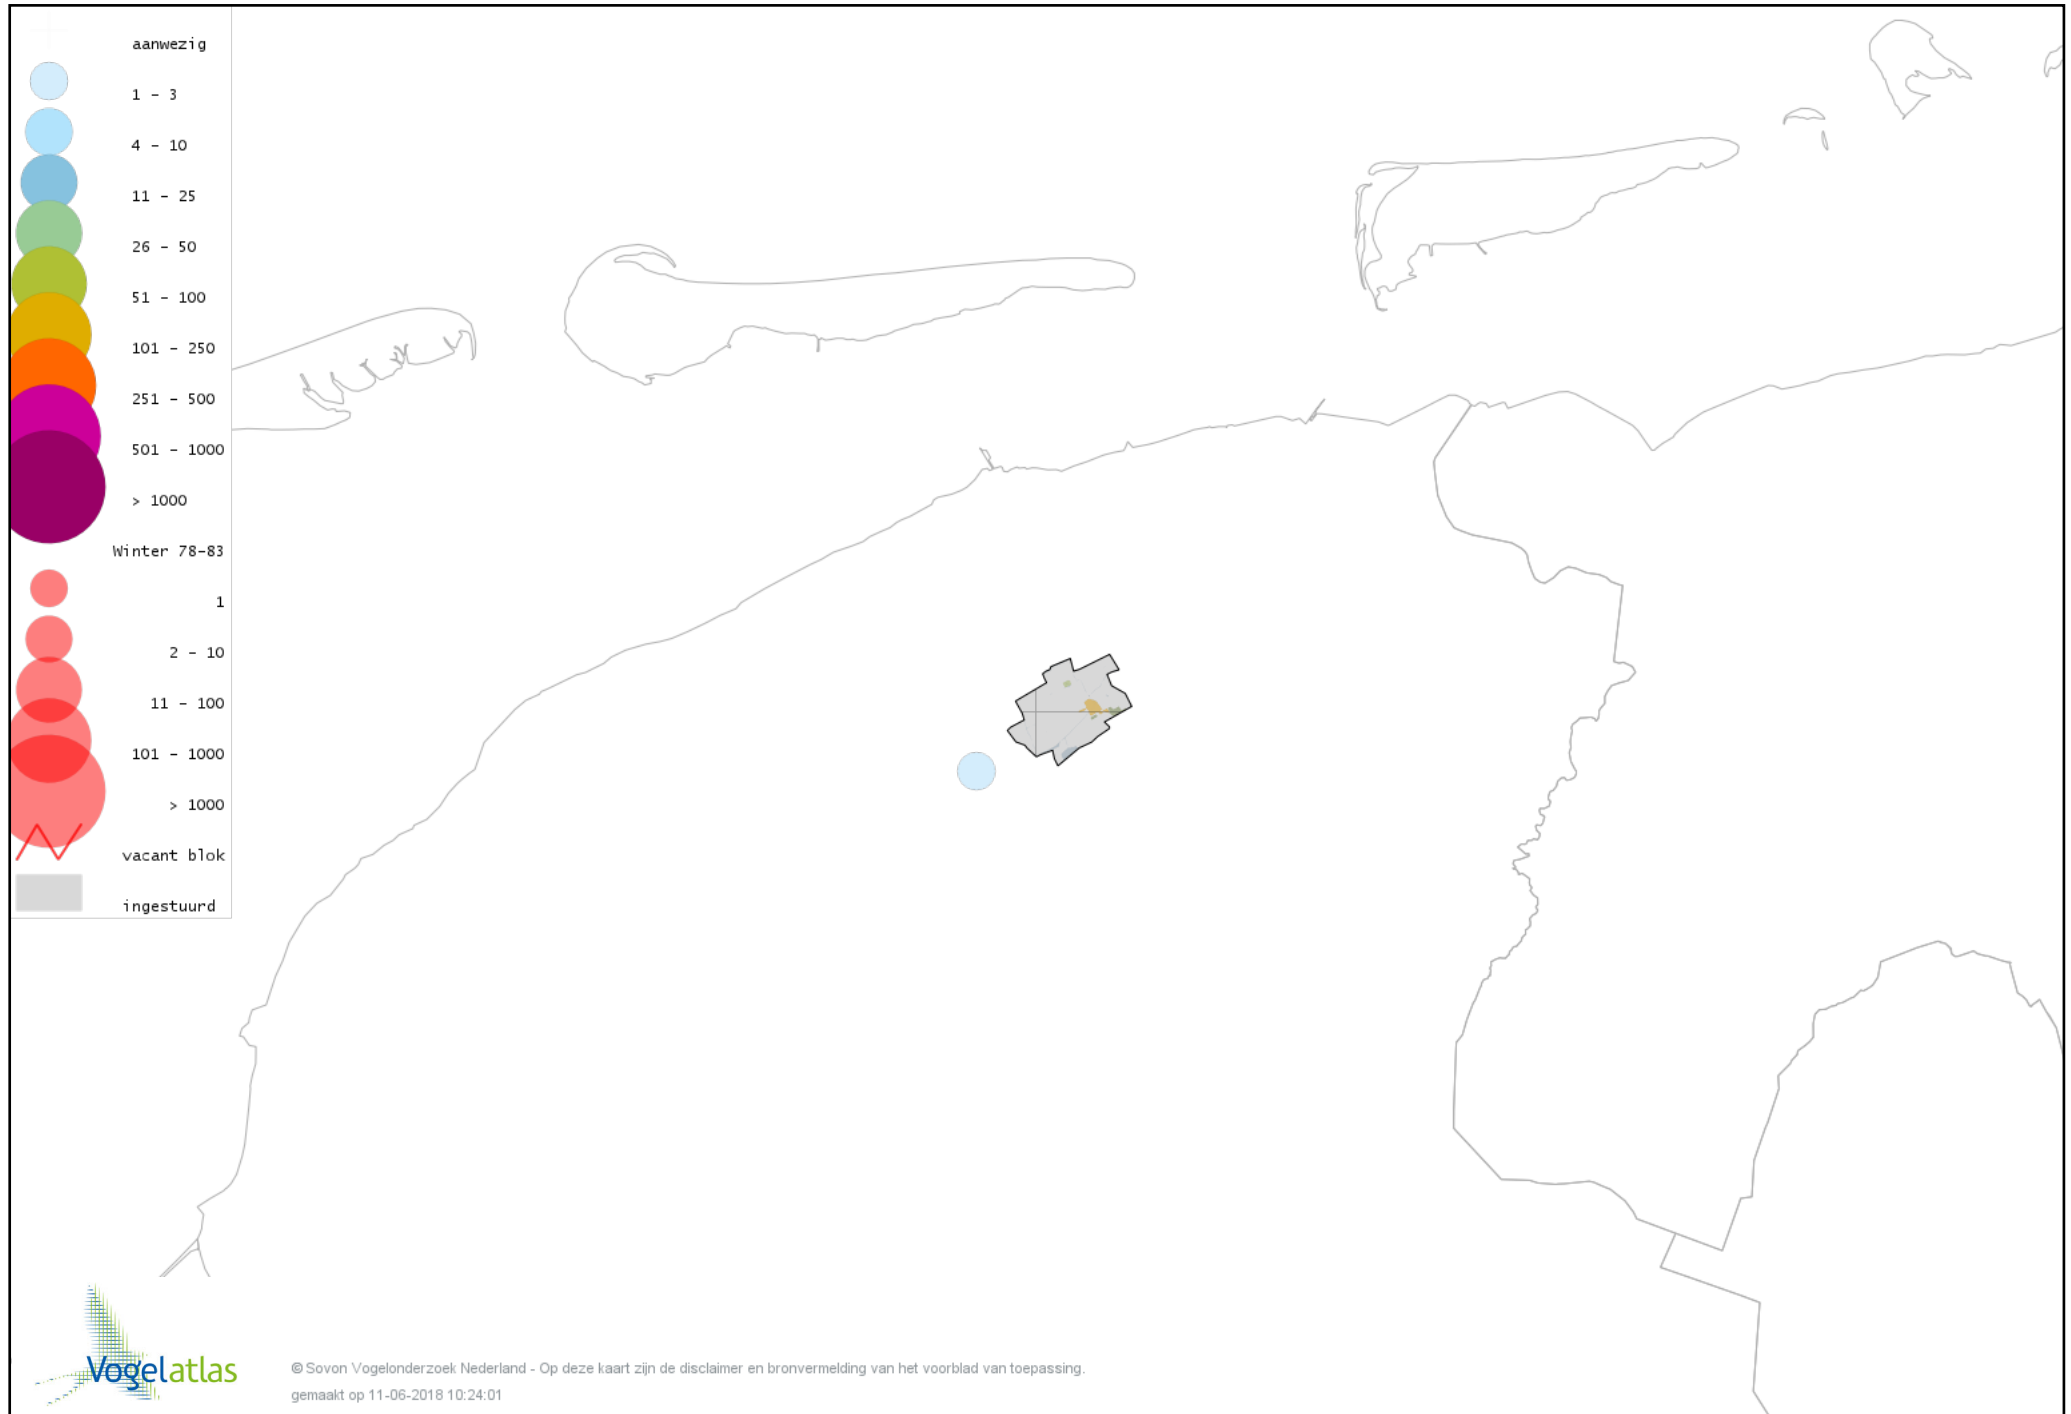 aanwezig
1 – 3
4 – 10
11 – 25
26 – 50
51 – 100
101 – 250
251 – 500
501 – 1000
> 1000
Winter 78–83
1
2 – 10
11 – 100
101 – 1000
> 1000
vacant blok
ingestuurd
Vogelatlas
© Sovon Vogelonderzoek Nederland - Op deze kaart zijn de disclaimer en bronvermelding van het voorblad van toepassing.
gemaakt op 11-06-2018 10:24:01